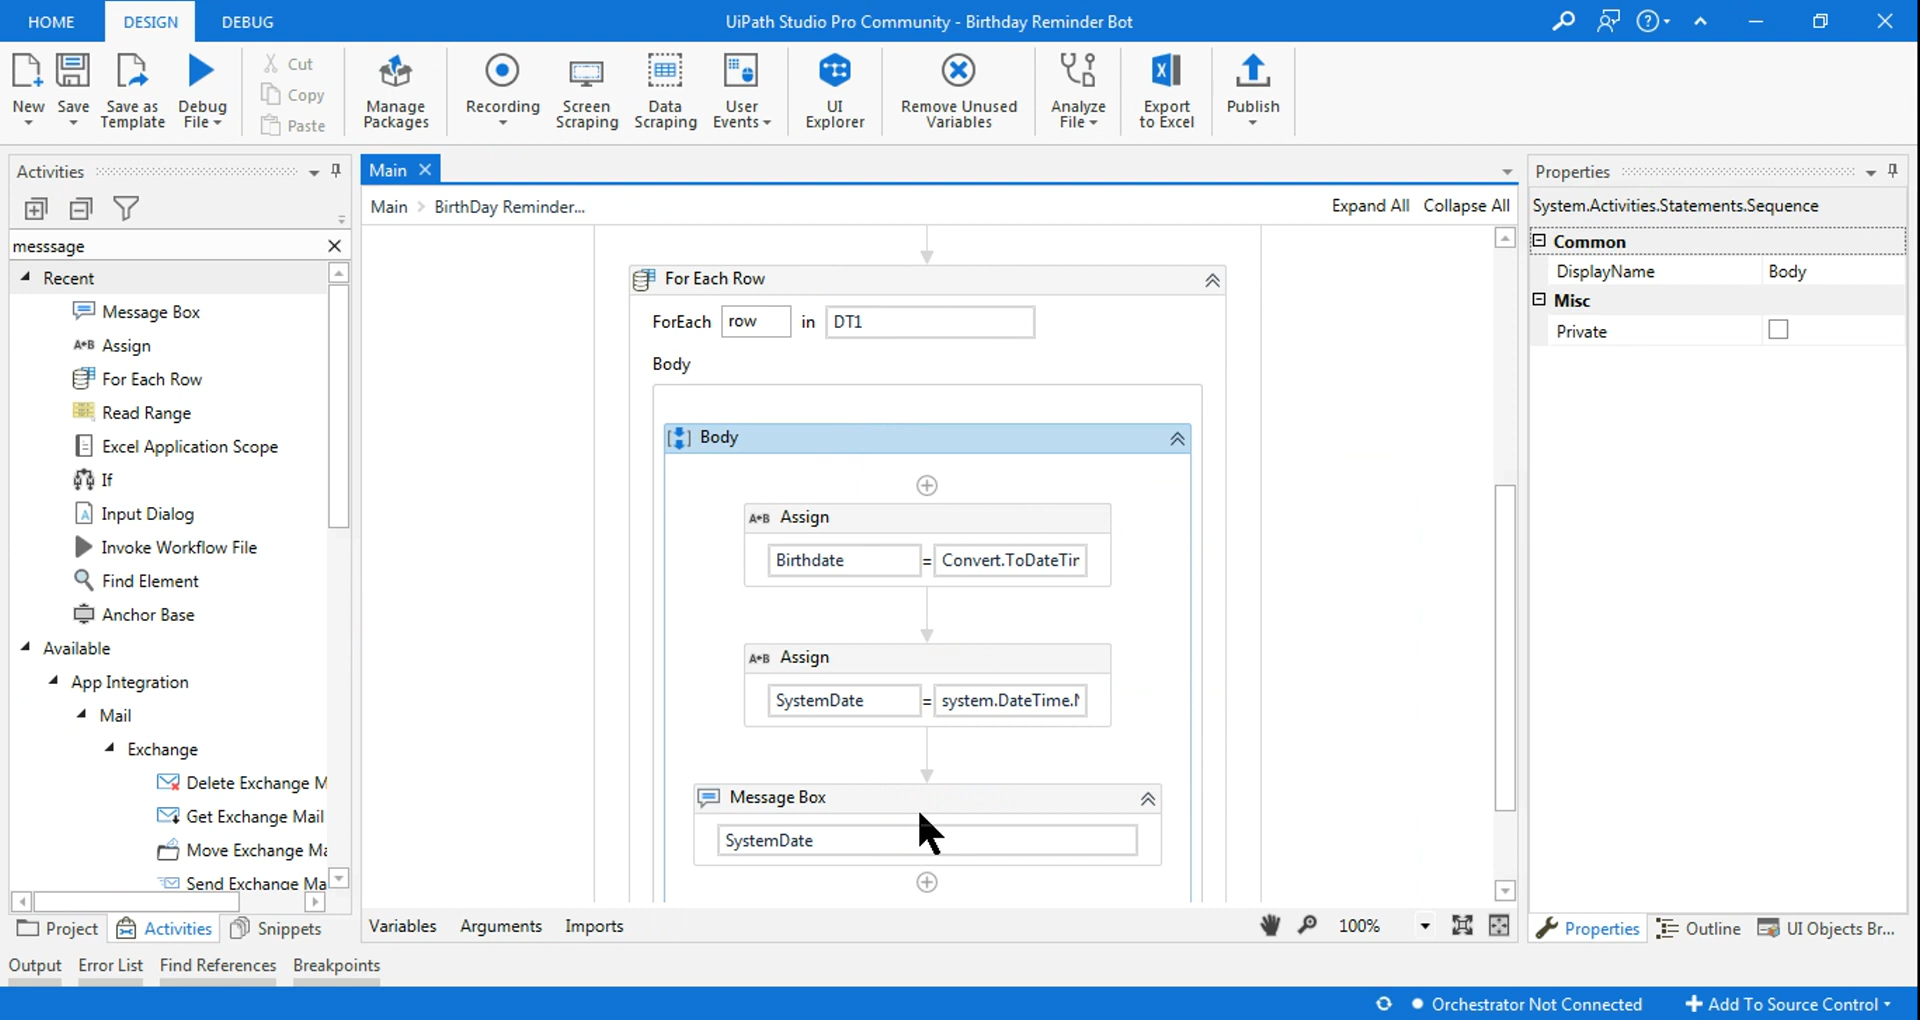 HOME DESIGN DEBUG UiPath Studio Pro Community - Birthday Reminder Bot
New Save Save as Template Debug File Cut Copy Paste Manage Packages Recording Screen Scraping Data Scraping User Events UI Explorer Remove Unused Variables Analyze File Export to Excel Publish
Activities
messsage
Recent
Message Box
A+B Assign
For Each Row
Read Range
Excel Application Scope
If
Input Dialog
Invoke Workflow File
Find Element
Anchor Base
Available
App Integration
Mail
Exchange
Delete Exchange M
Get Exchange Mail
Move Exchange Ma
Send Exchange Ma
Project Activities Snippets
Main
Main > BirthDay Reminder... Expand All Collapse All
For Each Row
ForEach row in DT1
Body
Body
A+B Assign
Birthdate = Convert.ToDateTir
A+B Assign
SystemDate = system.DateTime.N
Message Box
SystemDate
Variables Arguments Imports 100%
Properties
System.Activities.Statements.Sequence
Common
DisplayName Body
Misc
Private
Properties Outline UI Objects Br...
Output Error List Find References Breakpoints
Orchestrator Not Connected Add To Source Control